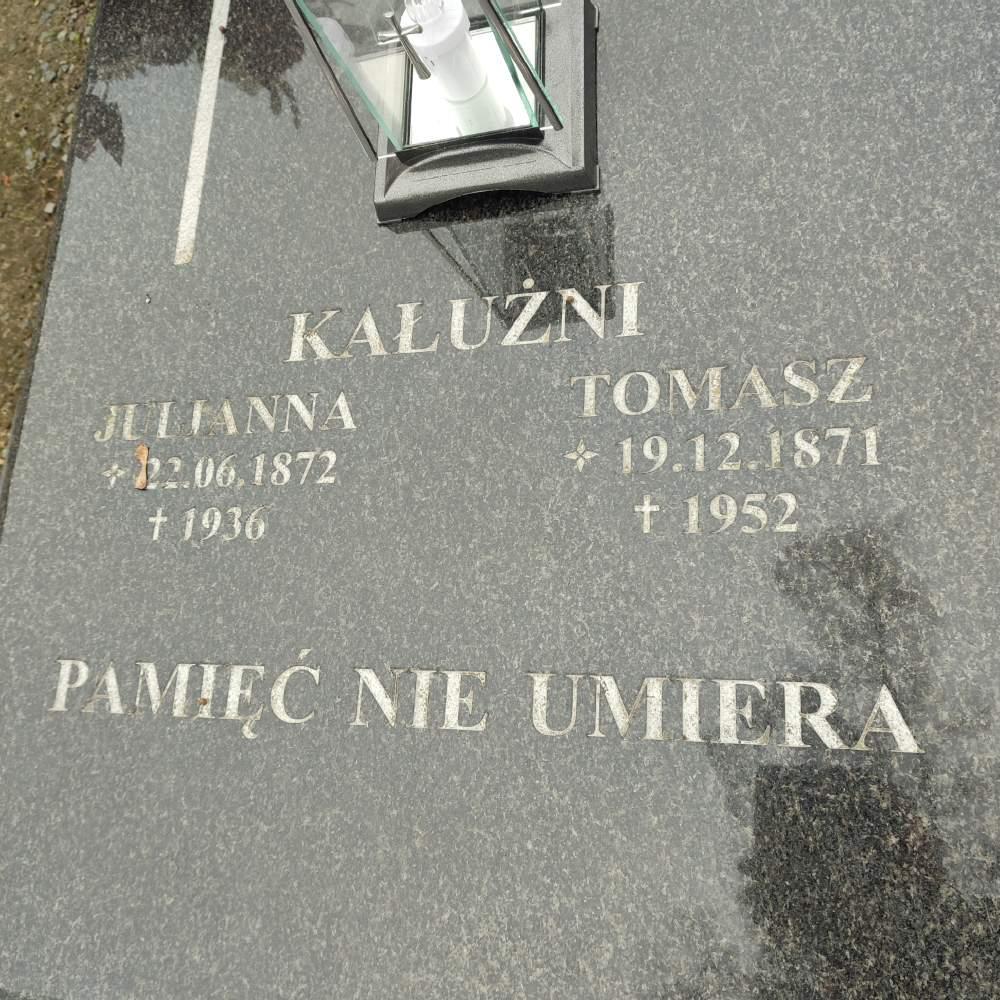 KAŁUŻNI
JULIANNA
22.06.1872
† 1936
TOMASZ
19.12.1871
† 1952
PAMIĘĆ NIE UMIERA